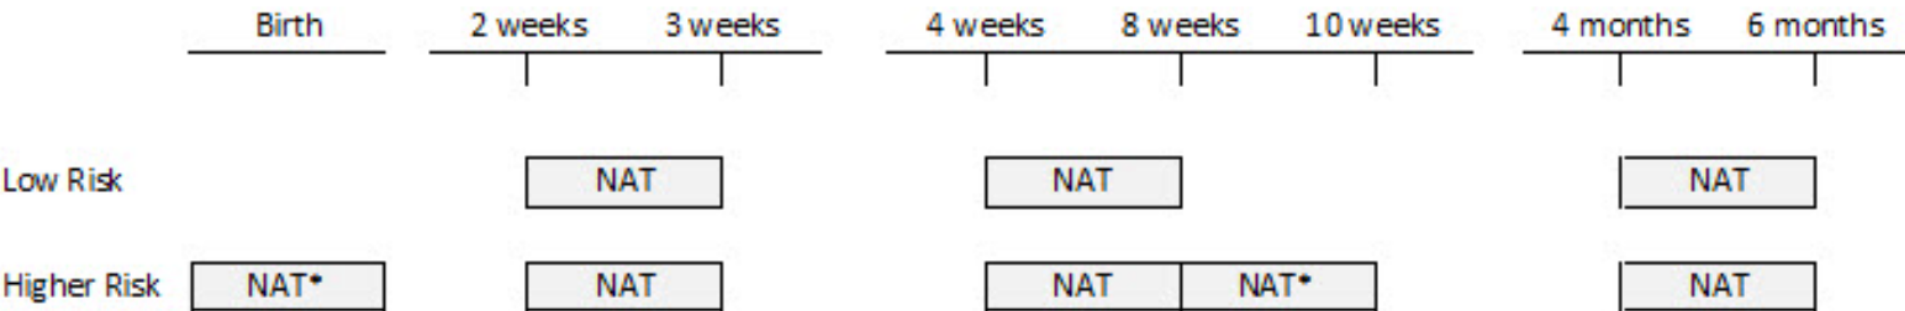 Birth 2 weeks 3 weeks 4 weeks 8 weeks 10 weeks 4 months 6 months
Low Risk NAT NAT NAT
Higher Risk NAT* NAT NAT NAT* NAT